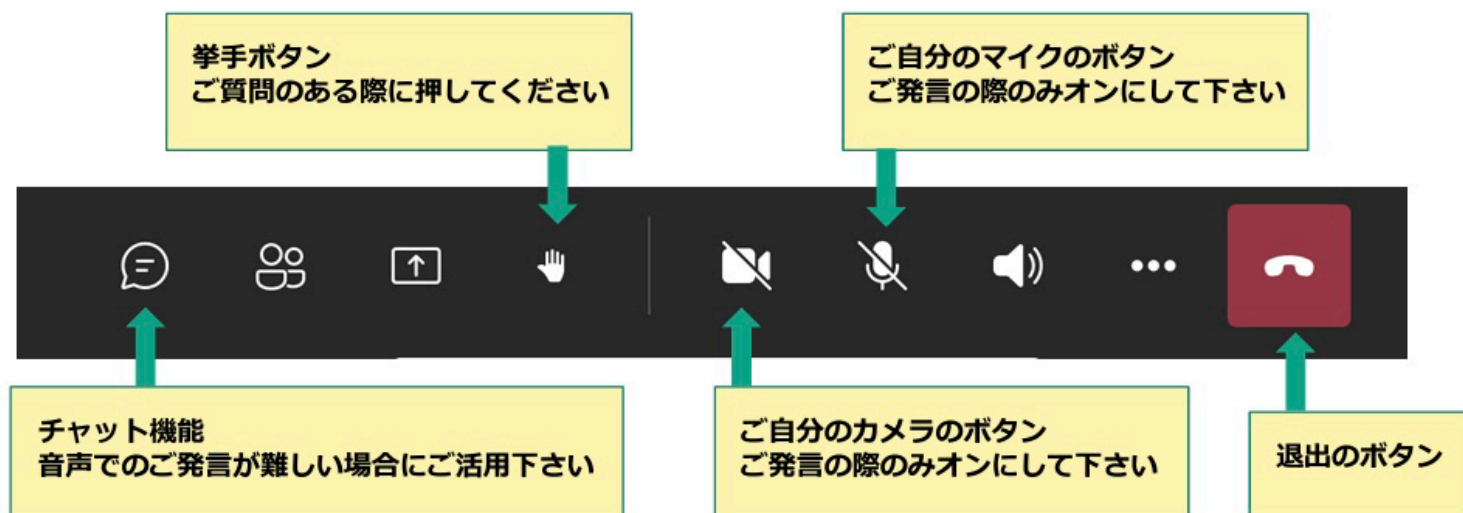 挙手ボタン
ご質問のある際に押してください
ご自分のマイクのボタン
ご発言の際のみオンにして下さい
チャット機能
音声でのご発言が難しい場合にご活用下さい
ご自分のカメラのボタン
ご発言の際のみオンにして下さい
退出のボタン